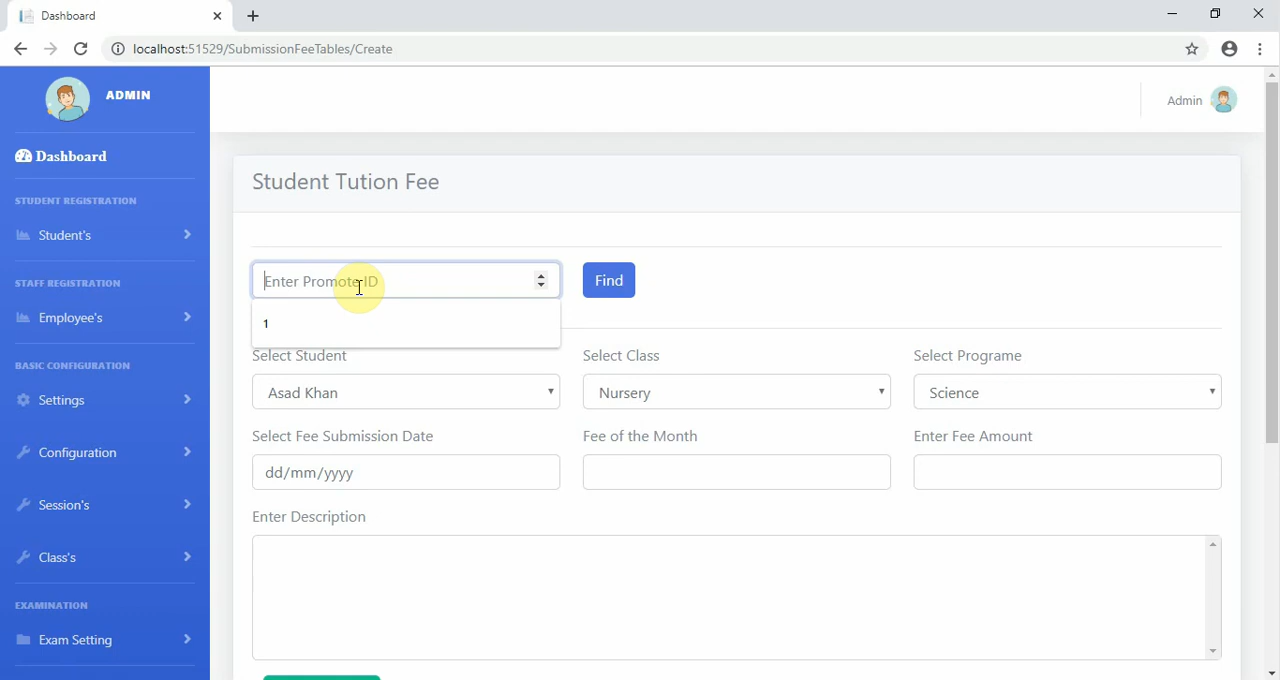 Dashboard
localhost:51529/SubmissionFeeTables/Create
ADMIN
Admin
Dashboard
STUDENT REGISTRATION
Student's
STAFF REGISTRATION
Employee's
BASIC CONFIGURATION
Settings
Configuration
Session's
Class's
EXAMINATION
Exam Setting
Student Tution Fee
Enter Promote ID
Find
1
Select Student
Select Class
Select Programe
Asad Khan
Nursery
Science
Select Fee Submission Date
Fee of the Month
Enter Fee Amount
dd/mm/yyyy
Enter Description